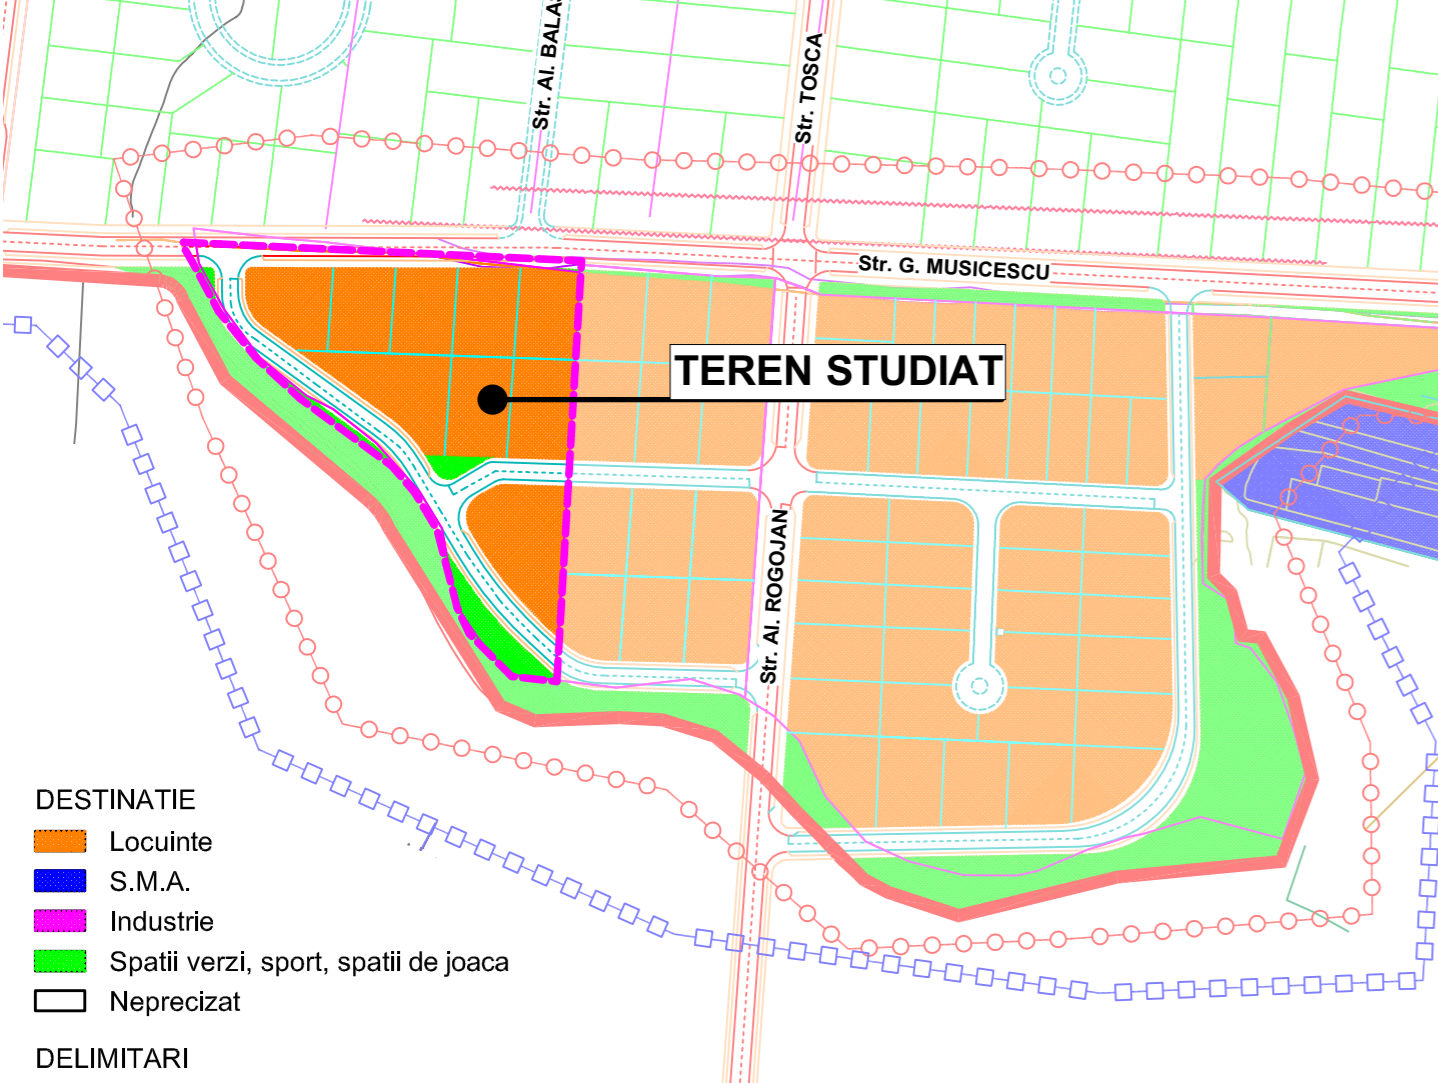 Str. Al. BALAS
Str. TOSCA
Str. G. MUSICESCU
TEREN STUDIAT
Str. Al. ROGOJAN
DESTINATIE
Locuinte
S.M.A.
Industrie
Spatii verzi, sport, spatii de joaca
Neprecizat
DELIMITARI